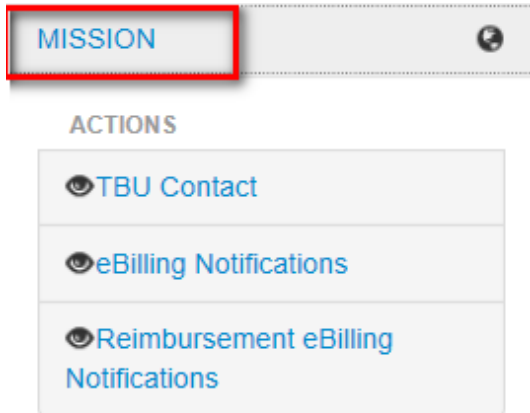 MISSION
ACTIONS
TBU Contact
eBilling Notifications
Reimbursement eBilling
Notifications